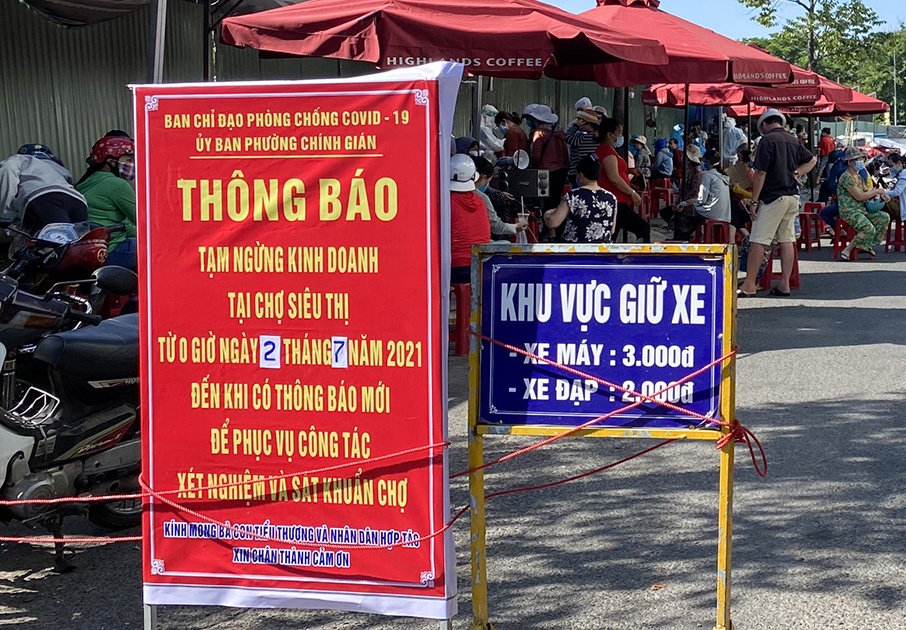 HIGHLANDS COFFEE
HIGHLANDS COFFEE
HIGHLANDS COFFEE
BAN CHỈ ĐẠO PHÒNG CHỐNG COVID - 19
ỦY BAN PHƯỜNG CHÍNH GIÁN
THÔNG BÁO
TẠM NGỪNG KINH DOANH
TẠI CHỢ SIÊU THỊ
TỪ 0 GIỜ NGÀY 2 THÁNG 7 NĂM 2021
ĐẾN KHI CÓ THÔNG BÁO MỚI
ĐỂ PHỤC VỤ CÔNG TÁC
XÉT NGHIỆM VÀ SÁT KHUẨN CHỢ
KÍNH MONG BÀ CON TIỂU THƯƠNG VÀ NHÂN DÂN HỢP TÁC
XIN CHÂN THÀNH CẢM ƠN
KHU VỰC GIỮ XE
- XE MÁY : 3.000đ
- XE ĐẠP : 2.000đ